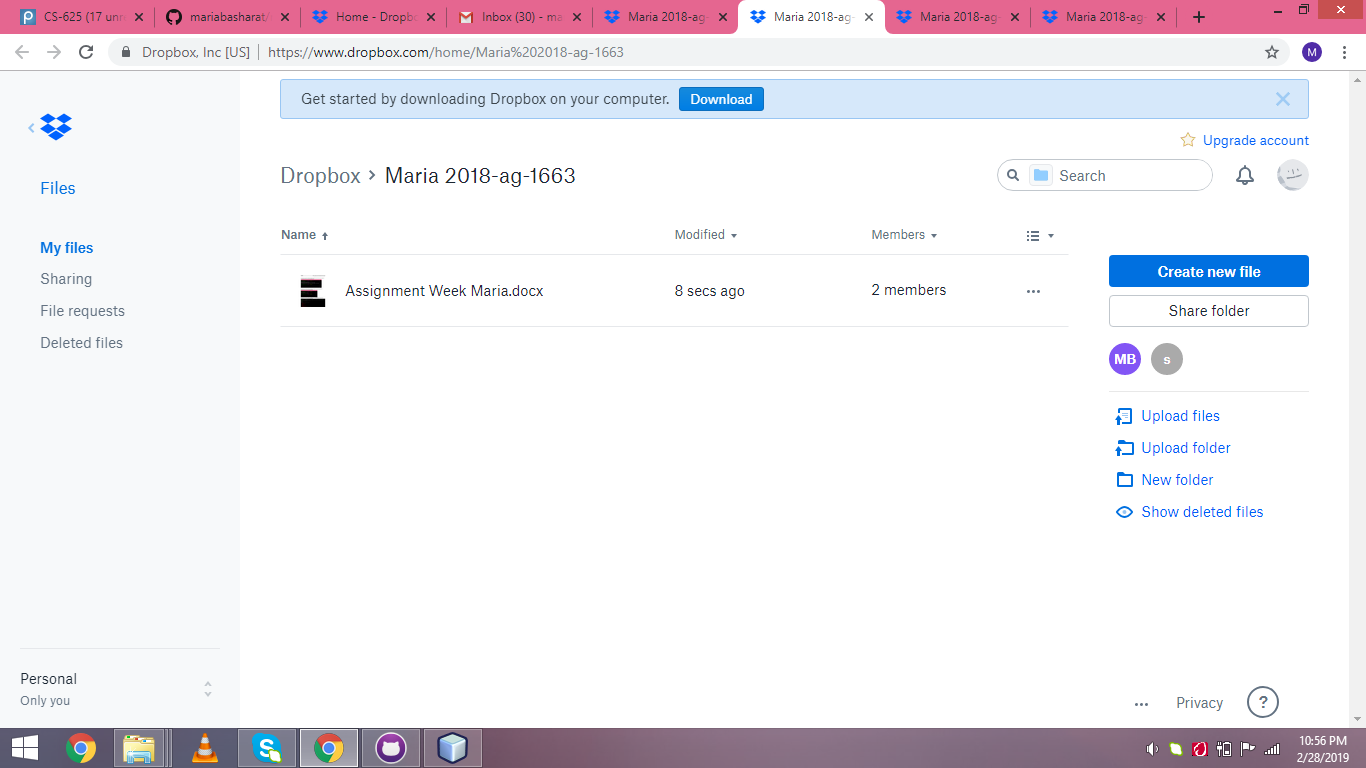 CS-625 (17 unr
mariabasharat/
Home - Dropb
Inbox (30) - ma
Maria 2018-ag-
Maria 2018-ag-
Maria 2018-ag-
Maria 2018-ag-
Dropbox, Inc [US] | https://www.dropbox.com/home/Maria%202018-ag-1663
M
Get started by downloading Dropbox on your computer. Download
Upgrade account
Dropbox > Maria 2018-ag-1663
Search
Files
My files
Sharing
File requests
Deleted files
Name Modified Members
Assignment Week Maria.docx 8 secs ago 2 members
Create new file
Share folder
MB s
Upload files
Upload folder
New folder
Show deleted files
Personal
Only you
Privacy ?
10:56 PM
2/28/2019